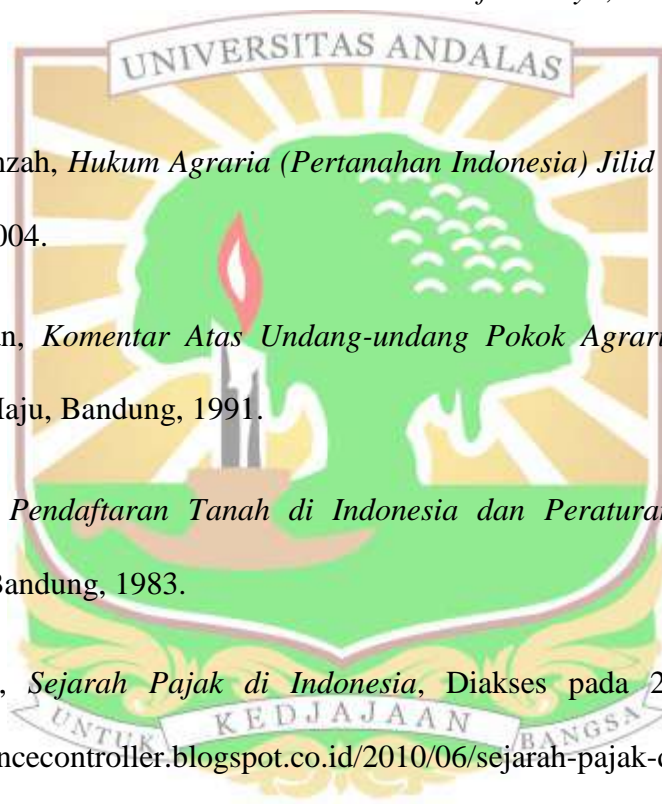 UNIVERSITAS ANDALAS
nzah, Hukum Agraria (Pertanahan Indonesia) Jilid
004.
an, Komentar Atas Undang-undang Pokok Agrari
Maju, Bandung, 1991.
Pendaftaran Tanah di Indonesia dan Peratura
Bandung, 1983.
, Sejarah Pajak di Indonesia, Diakses pada 2
UNTUK KEDJAJAAN BANGSA
ncecontroller.blogspot.co.id/2010/06/sejarah-pajak-d